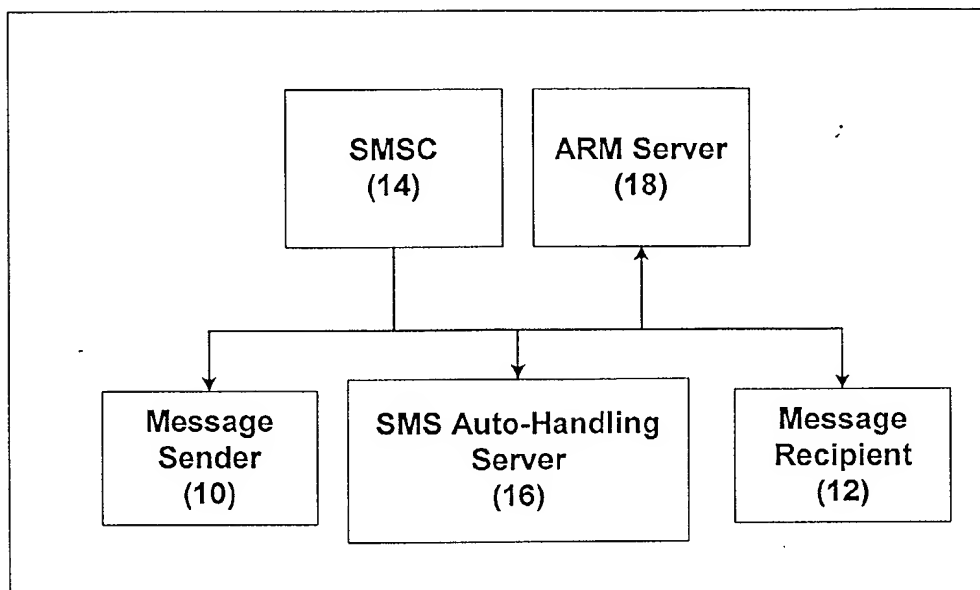 SMSC
(14)
ARM Server
(18)
Message
Sender
(10)
SMS Auto-Handling
Server
(16)
Message
Recipient
(12)